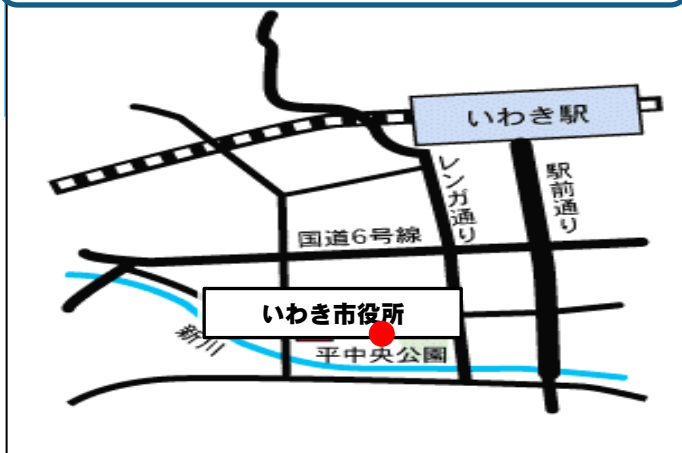 いわき駅
レンガ通り
駅前通り
国道6号線
いわき市役所
新川
平中央公園